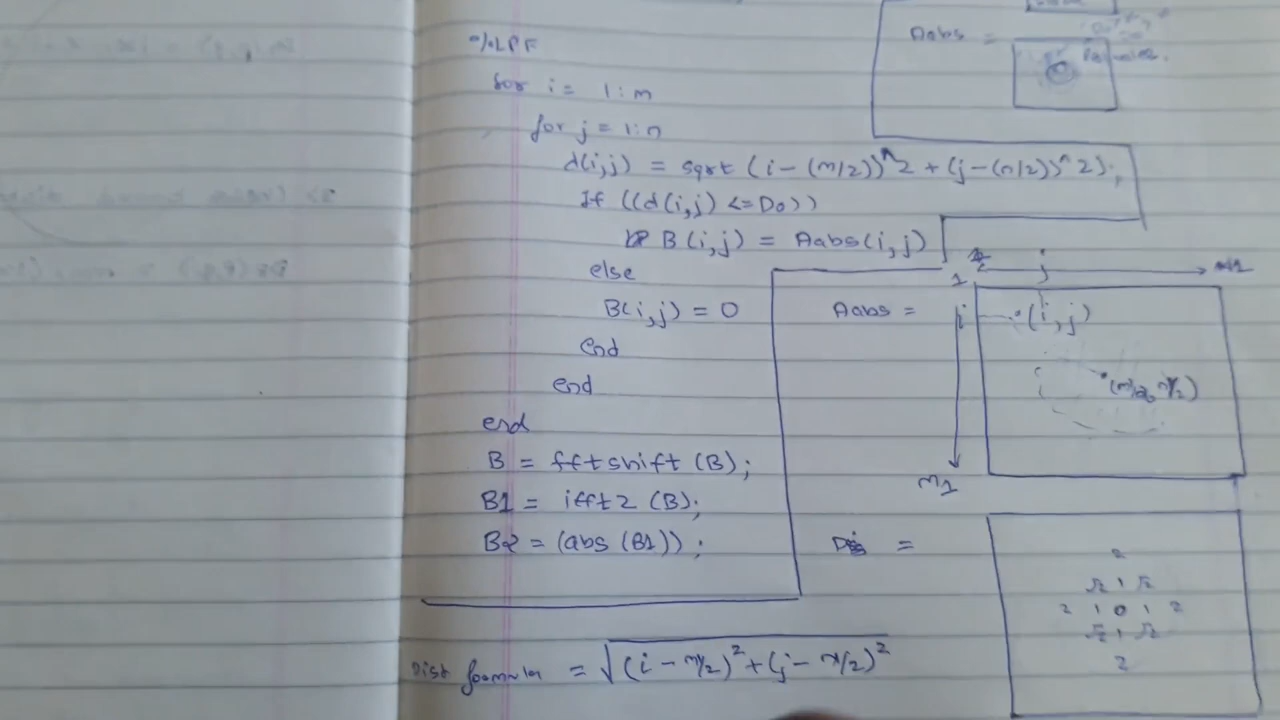 %LPF
for i = 1:m
for j = 1:n
d(i,j) = sqrt (i-(m/2))^2 + (j-(n/2))^2);
If ((d(i,j) <= Do))
B(i,j) = Aabs(i,j)
else
B(i,j) = 0
end
end
end
B = fftshift (B);
B1 = ifft2 (B);
B2 = (abs (B1));
Dist formula = √(i - m/2)² + (j - n/2)²
Aabs =
1 j
Aabs = i (i,j)
(m/2, n/2)
m1
D =
2
√2 1 √2
2 1 0 1 2
√2 1 √2
2